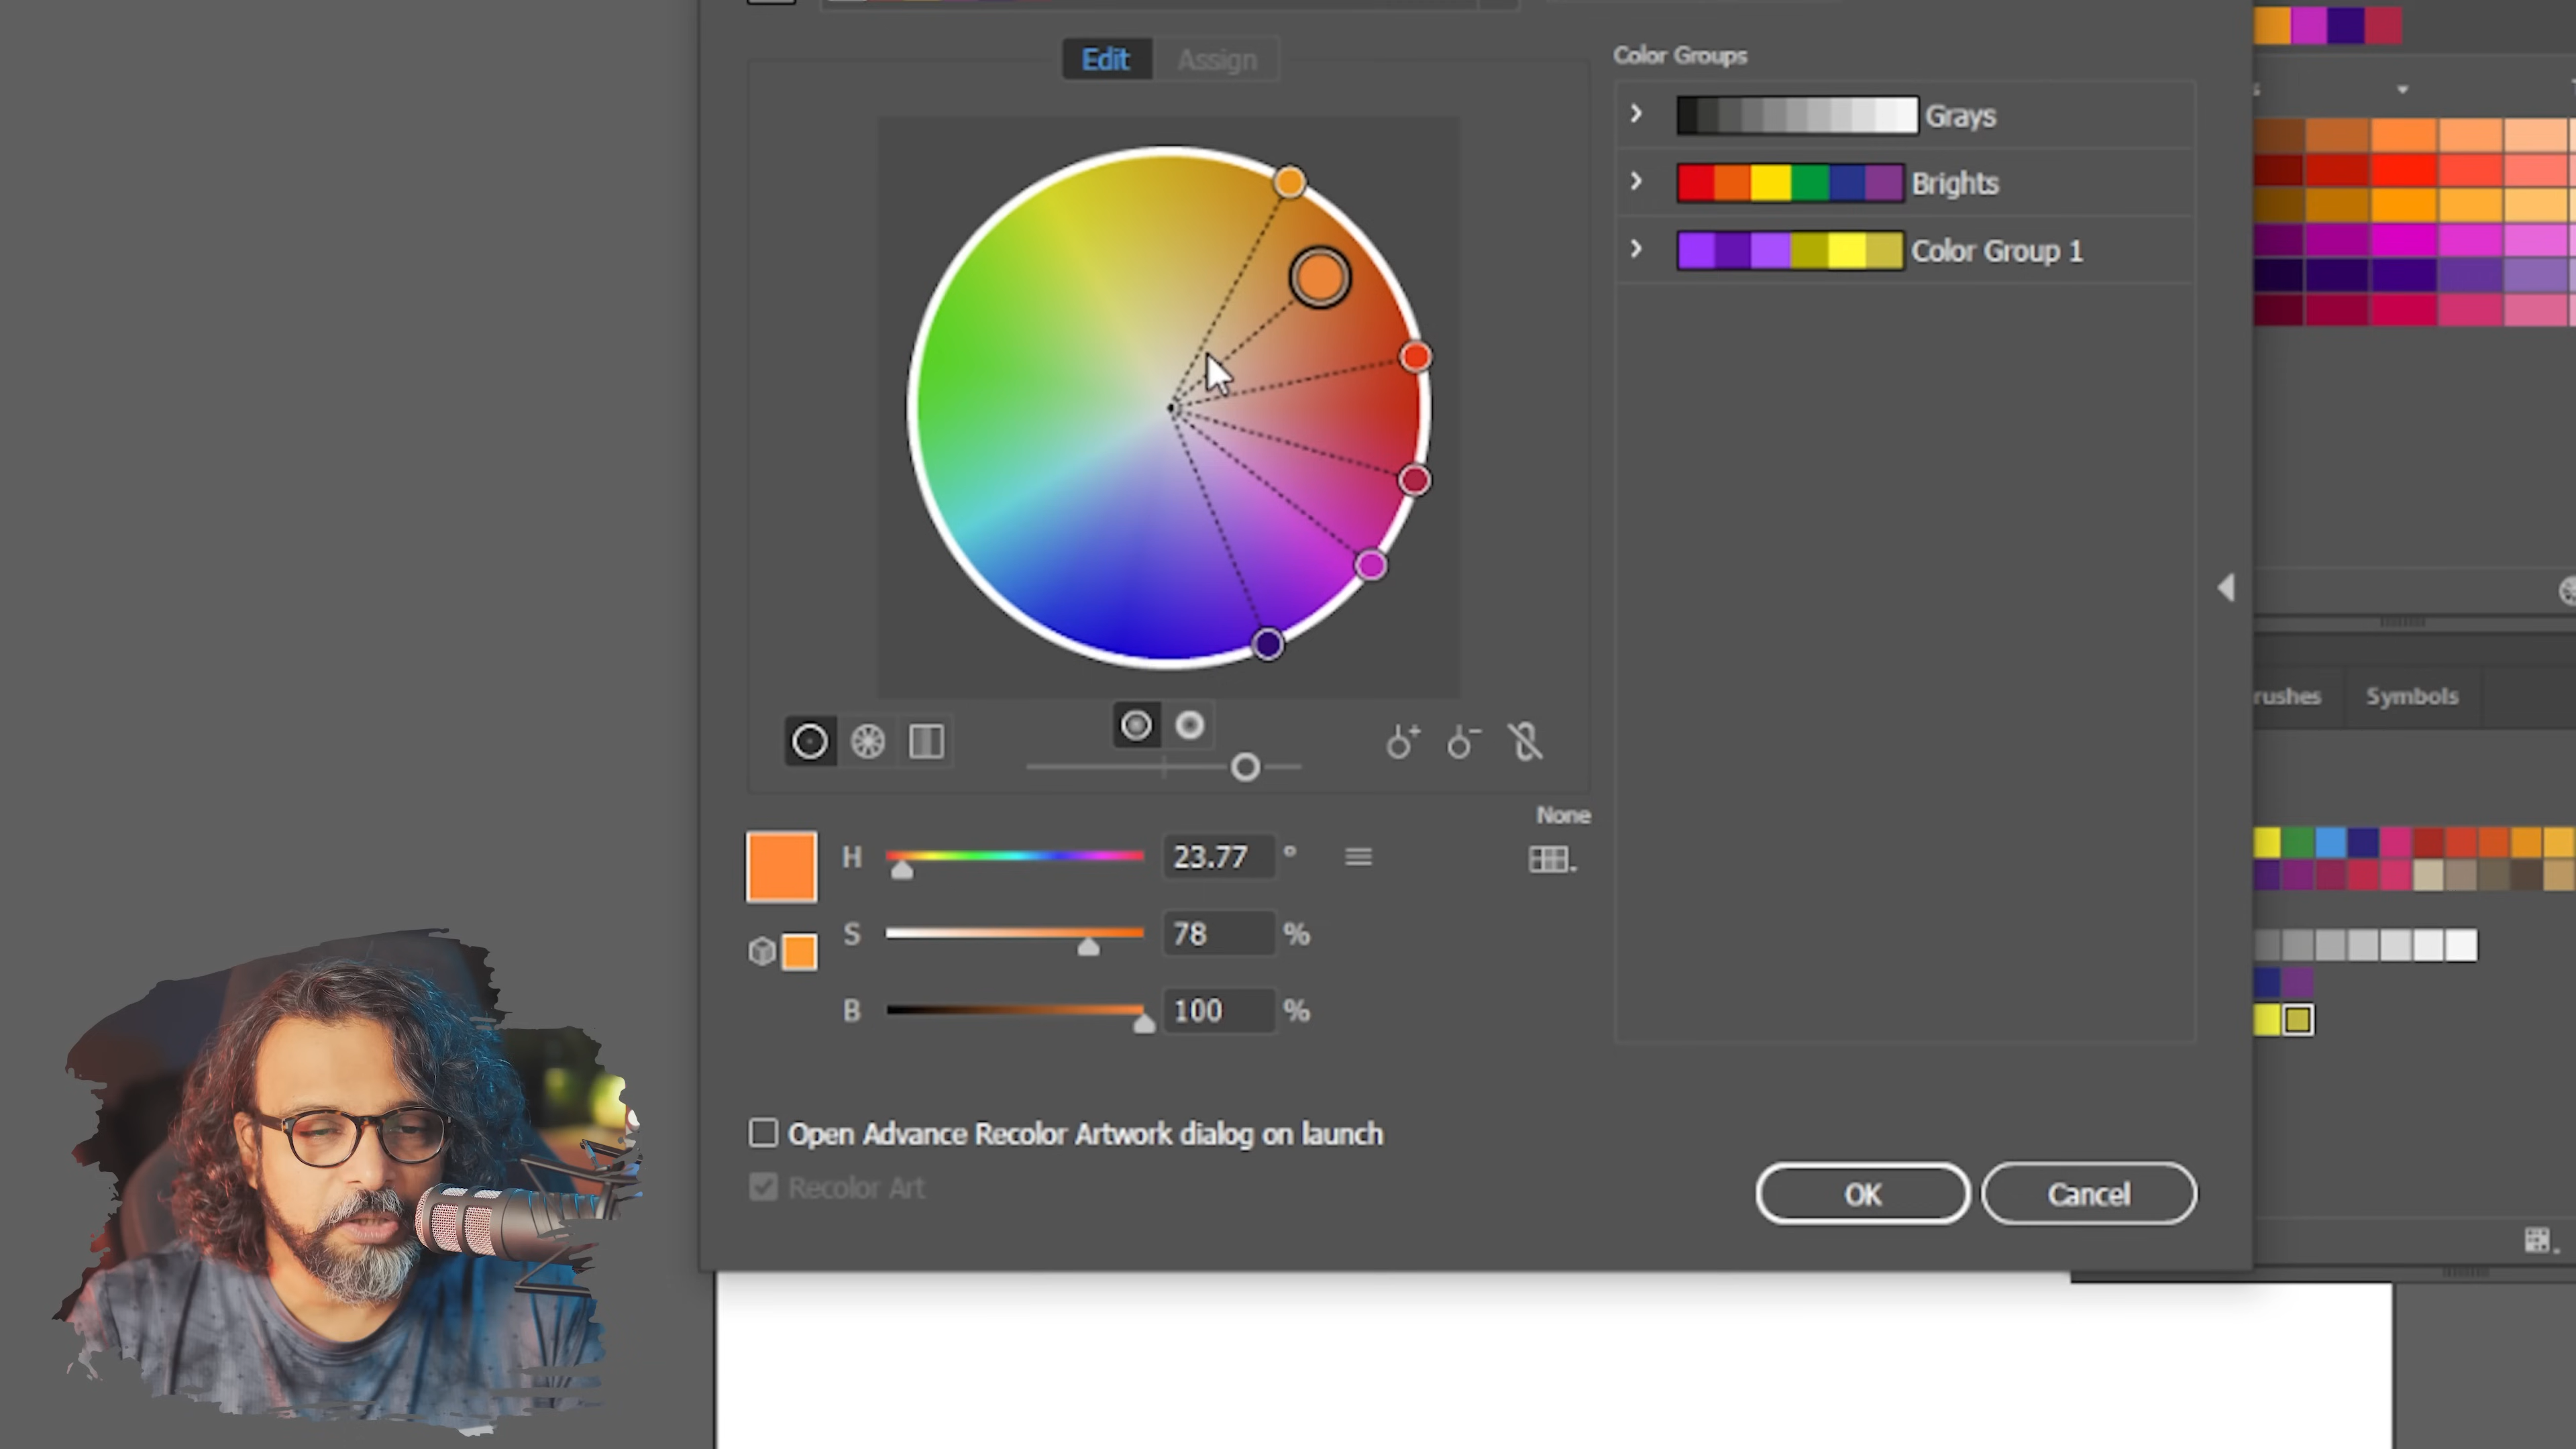 Edit Assign
Color Groups
Grays
Brights
Color Group 1
Symbols
None
H 23.77 °
S 78 %
B 100 %
Open Advance Recolor Artwork dialog on launch
Recolor Art
OK Cancel